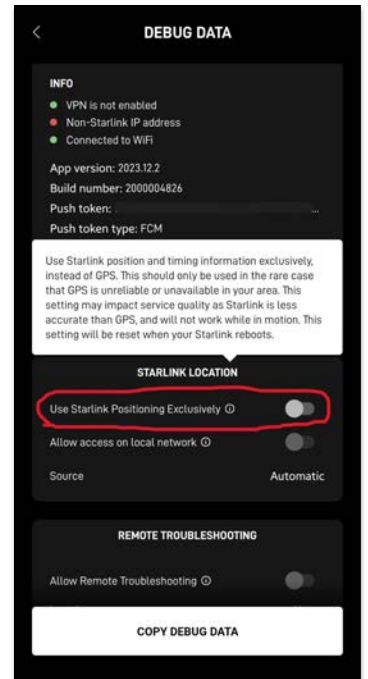 DEBUG DATA
INFO
VPN is not enabled
Non-Starlink IP address
Connected to WiFi
App version: 2023.12.2
Build number: 2000004826
Push token:
...
Push token type: FCM
Use Starlink position and timing information exclusively,
instead of GPS. This should only be used in the rare case
that GPS is unreliable or unavailable in your area. This
setting may impact service quality as Starlink is less
accurate than GPS, and will not work while in motion. This
setting will be reset when your Starlink reboots.
STARLINK LOCATION
Use Starlink Positioning Exclusively
Allow access on local network
Source Automatic
REMOTE TROUBLESHOOTING
Allow Remote Troubleshooting
COPY DEBUG DATA